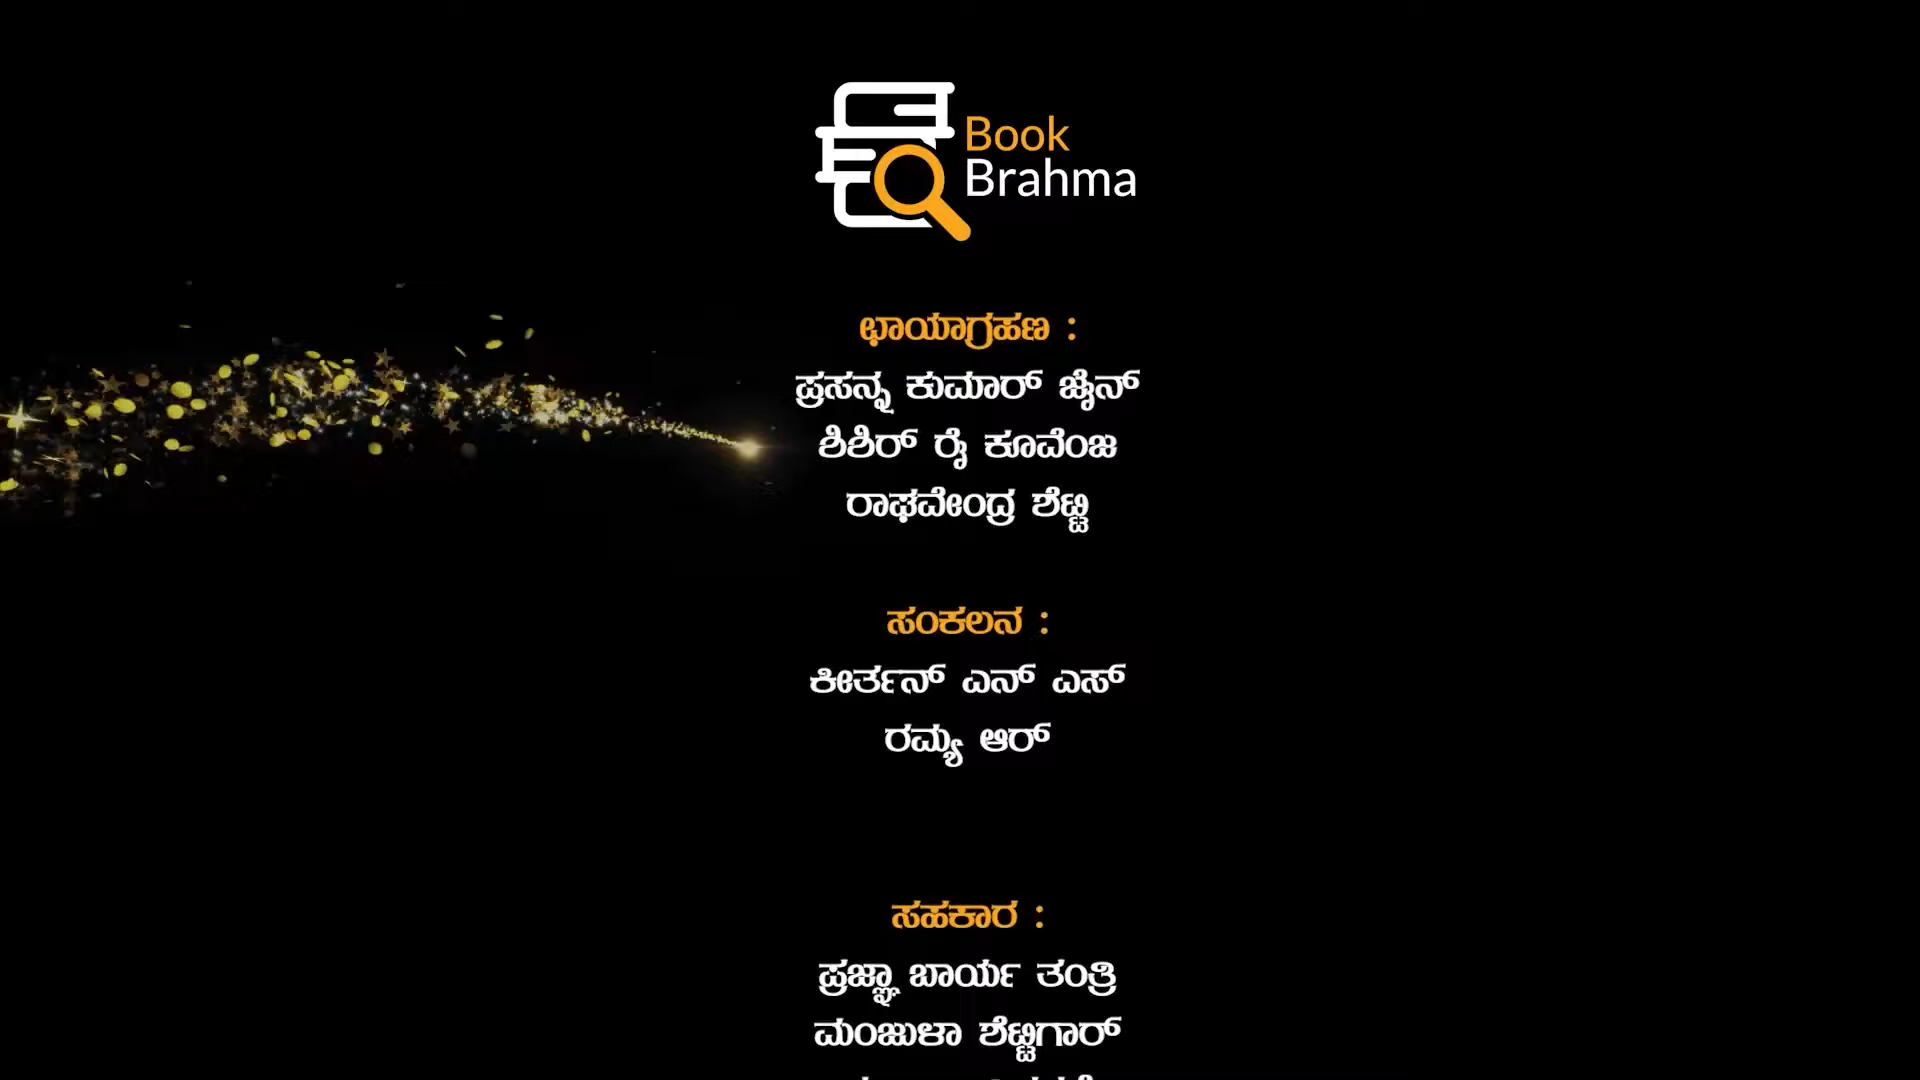 Book
Brahma
ಛಾಯಾಗ್ರಹಣ :
ಪ್ರಸನ್ನ ಕುಮಾರ್ ಜೈನ್
ಶಿಶಿರ್ ರೈ ಕೂವೆಂಜ
ರಾಘವೇಂದ್ರ ಶೆಟ್ಟಿ
ಸಂಕಲನ :
ಕೀರ್ತನ್ ಎನ್ ಎಸ್
ರಮ್ಯ ಆರ್
ಸಹಕಾರ :
ಪ್ರಜ್ಞಾ ಬಾರ್ಯ ತಂತ್ರಿ
ಮಂಜುಳಾ ಶೆಟ್ಟಿಗಾರ್